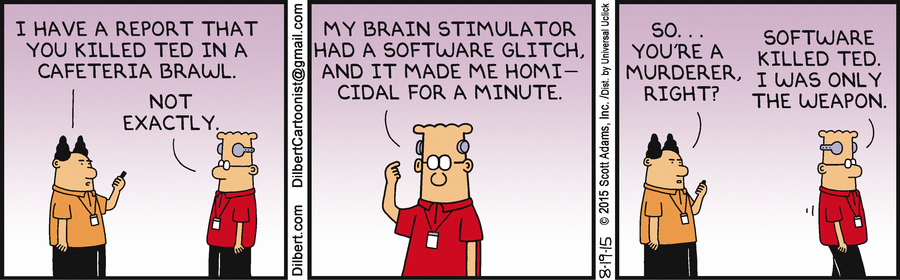 I HAVE A REPORT THAT
YOU KILLED TED IN A
CAFETERIA BRAWL.
NOT
EXACTLY.
Dilbert.com DilbertCartoonist@gmail.com
MY BRAIN STIMULATOR
HAD A SOFTWARE GLITCH,
AND IT MADE ME HOMI–
CIDAL FOR A MINUTE.
8-19-15 © 2015 Scott Adams, Inc. /Dist. by Universal Uclick
SO. . .
YOU'RE A
MURDERER,
RIGHT?
SOFTWARE
KILLED TED.
I WAS ONLY
THE WEAPON.